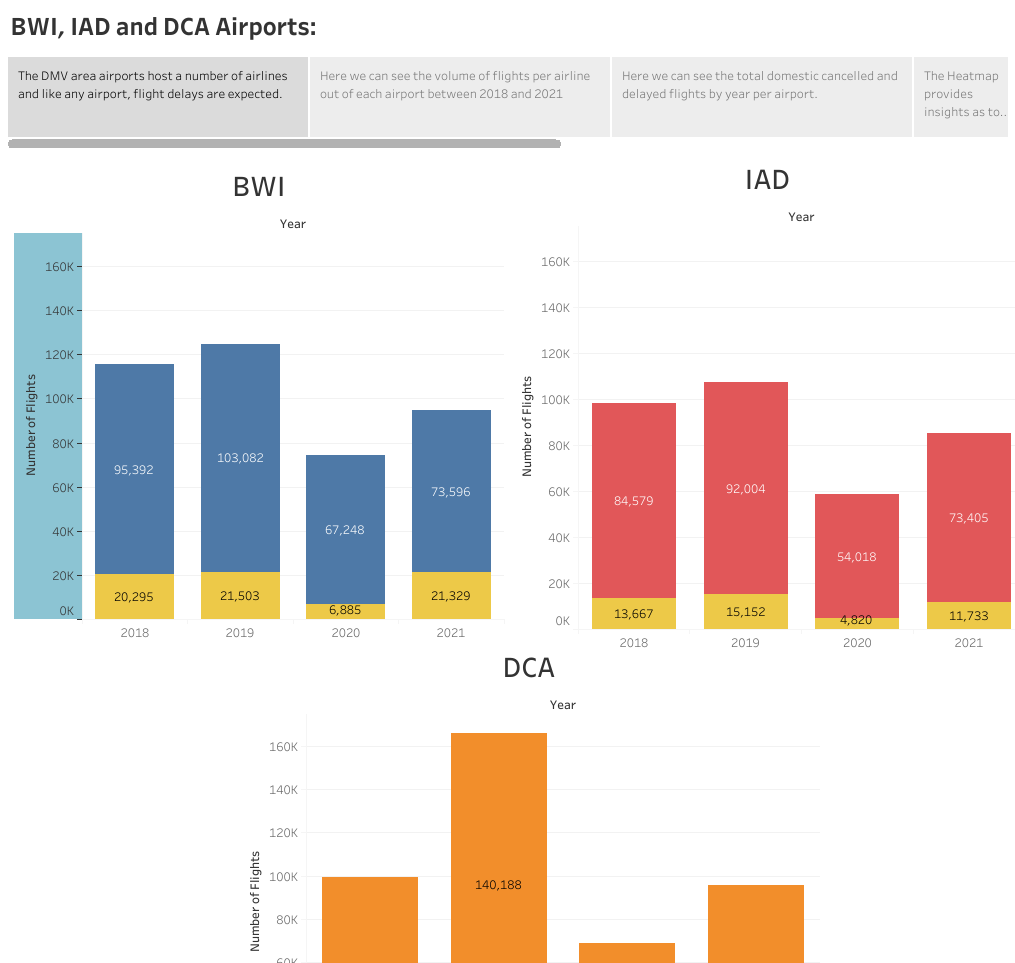 BWI, IAD and DCA Airports:
The DMV area airports host a number of airlines
and like any airport, flight delays are expected.
Here we can see the volume of flights per airline
out of each airport between 2018 and 2021
Here we can see the total domestic cancelled and
delayed flights by year per airport.
The Heatmap
provides
insights as to..
BWI
Year
Number of Flights
160K
140K
120K
100K
80K
60K
40K
20K
0K
95,392
103,082
67,248
73,596
20,295
21,503
6,885
21,329
2018
2019
2020
2021
IAD
Year
Number of Flights
160K
140K
120K
100K
80K
60K
40K
20K
0K
84,579
92,004
54,018
73,405
13,667
15,152
4,820
11,733
2018
2019
2020
2021
DCA
Year
Number of Flights
160K
140K
120K
100K
80K
60K
140,188